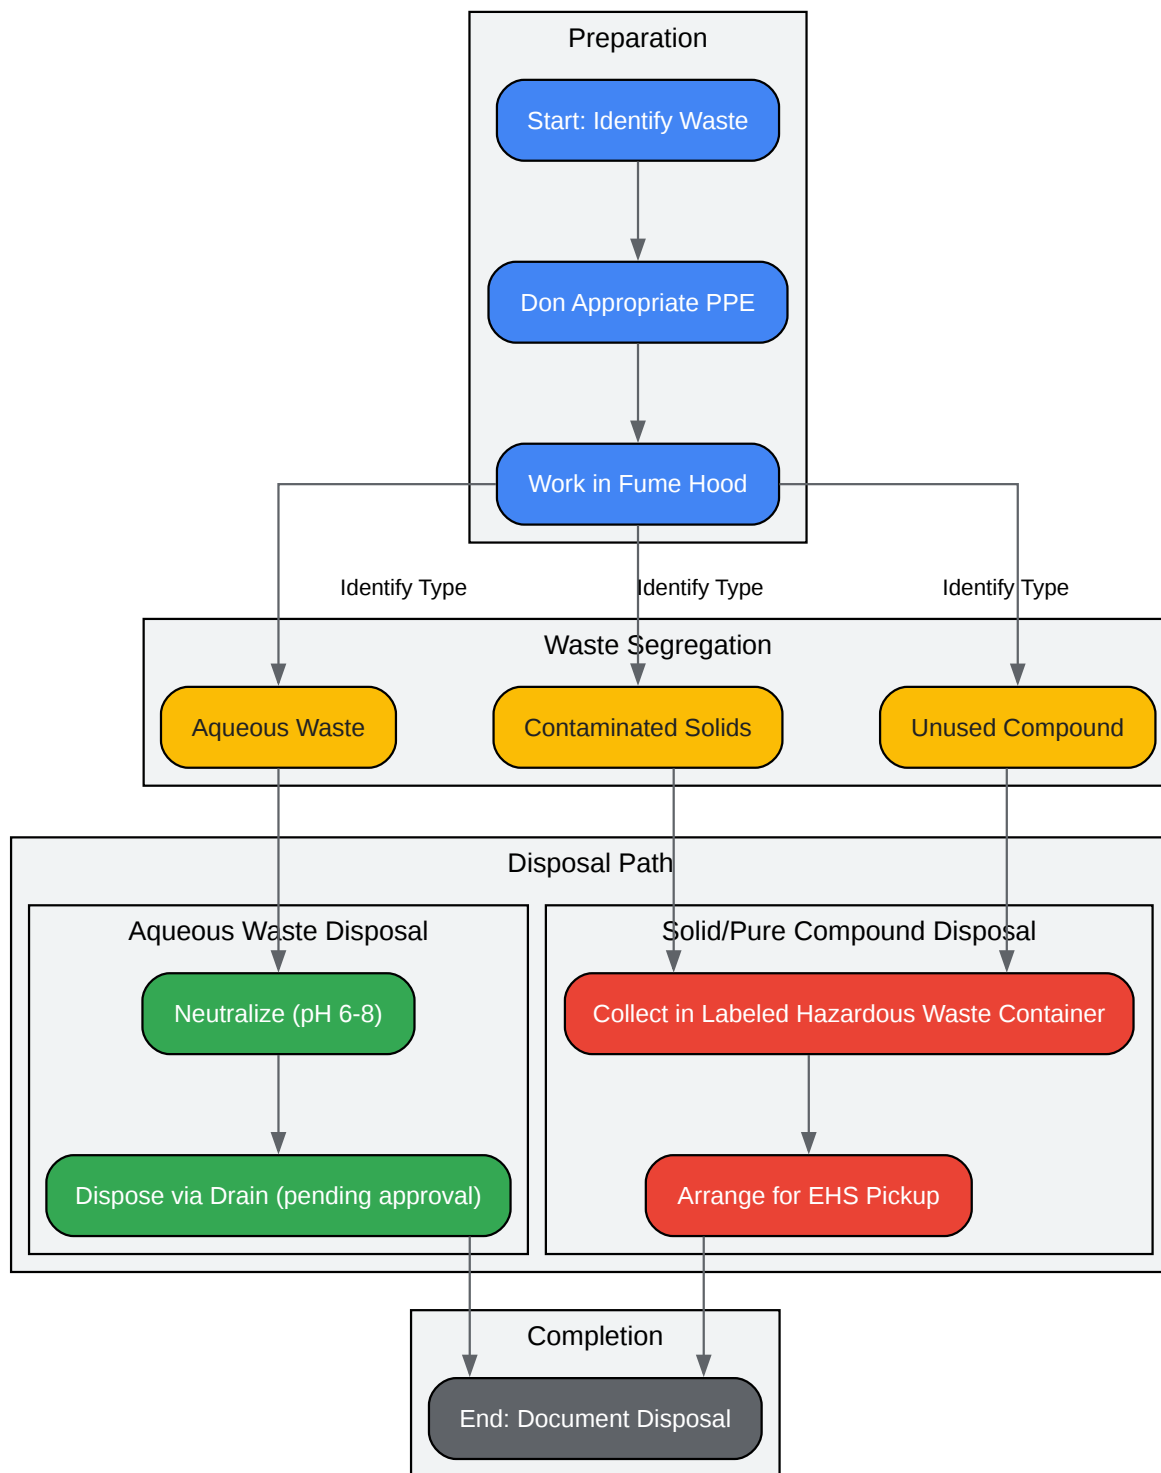 Preparation
Start: Identify Waste
Don Appropriate PPE
Work in Fume Hood
Identify Type
Identify Type
Identify Type
Waste Segregation
Aqueous Waste
Contaminated Solids
Unused Compound
Disposal Path
Aqueous Waste Disposal
Solid/Pure Compound Disposal
Neutralize (pH 6-8)
Collect in Labeled Hazardous Waste Container
Dispose via Drain (pending approval)
Arrange for EHS Pickup
Completion
End: Document Disposal